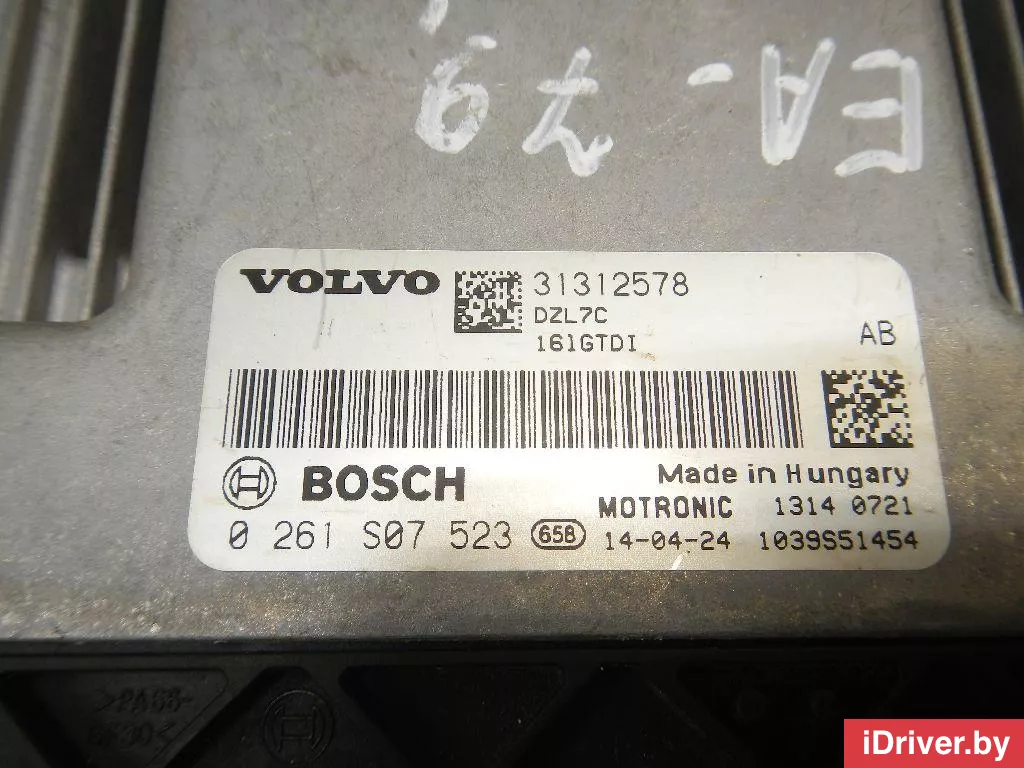 EA-79
VOLVO 31312578
DZL7C
161GTDI
AB
BOSCH
Made in Hungary
MOTRONIC 1314 0721
0 261 S07 523 65B 14-04-24 1039S51454
>PA66-
iDriver.by